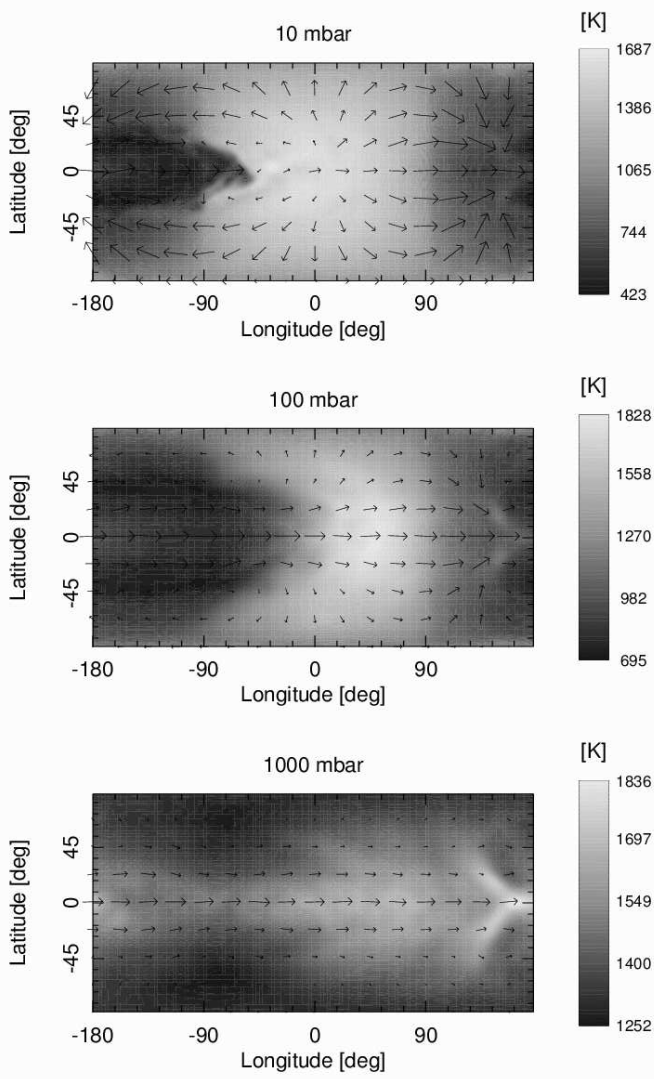 10 mbar
[K]
1687
1386
1065
744
423
Latitude [deg]
45
0
-45
-180 -90 0 90
Longitude [deg]
100 mbar
[K]
1828
1558
1270
982
695
Latitude [deg]
45
0
-45
-180 -90 0 90
Longitude [deg]
1000 mbar
[K]
1836
1697
1549
1400
1252
Latitude [deg]
45
0
-45
-180 -90 0 90
Longitude [deg]